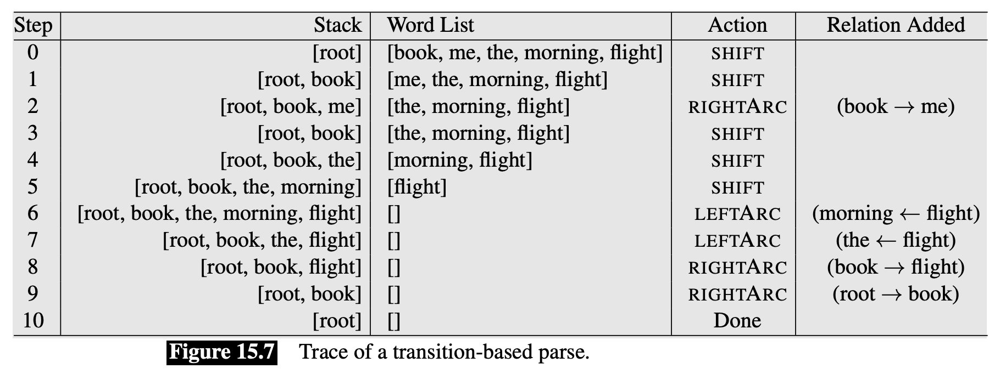 Step Stack Word List Action Relation Added
0 [root] [book, me, the, morning, flight] SHIFT
1 [root, book] [me, the, morning, flight] SHIFT
2 [root, book, me] [the, morning, flight] RIGHTARC (book → me)
3 [root, book] [the, morning, flight] SHIFT
4 [root, book, the] [morning, flight] SHIFT
5 [root, book, the, morning] [flight] SHIFT
6 [root, book, the, morning, flight] [] LEFTARC (morning ← flight)
7 [root, book, the, flight] [] LEFTARC (the ← flight)
8 [root, book, flight] [] RIGHTARC (book → flight)
9 [root, book] [] RIGHTARC (root → book)
10 [root] [] Done
Figure 15.7 Trace of a transition-based parse.